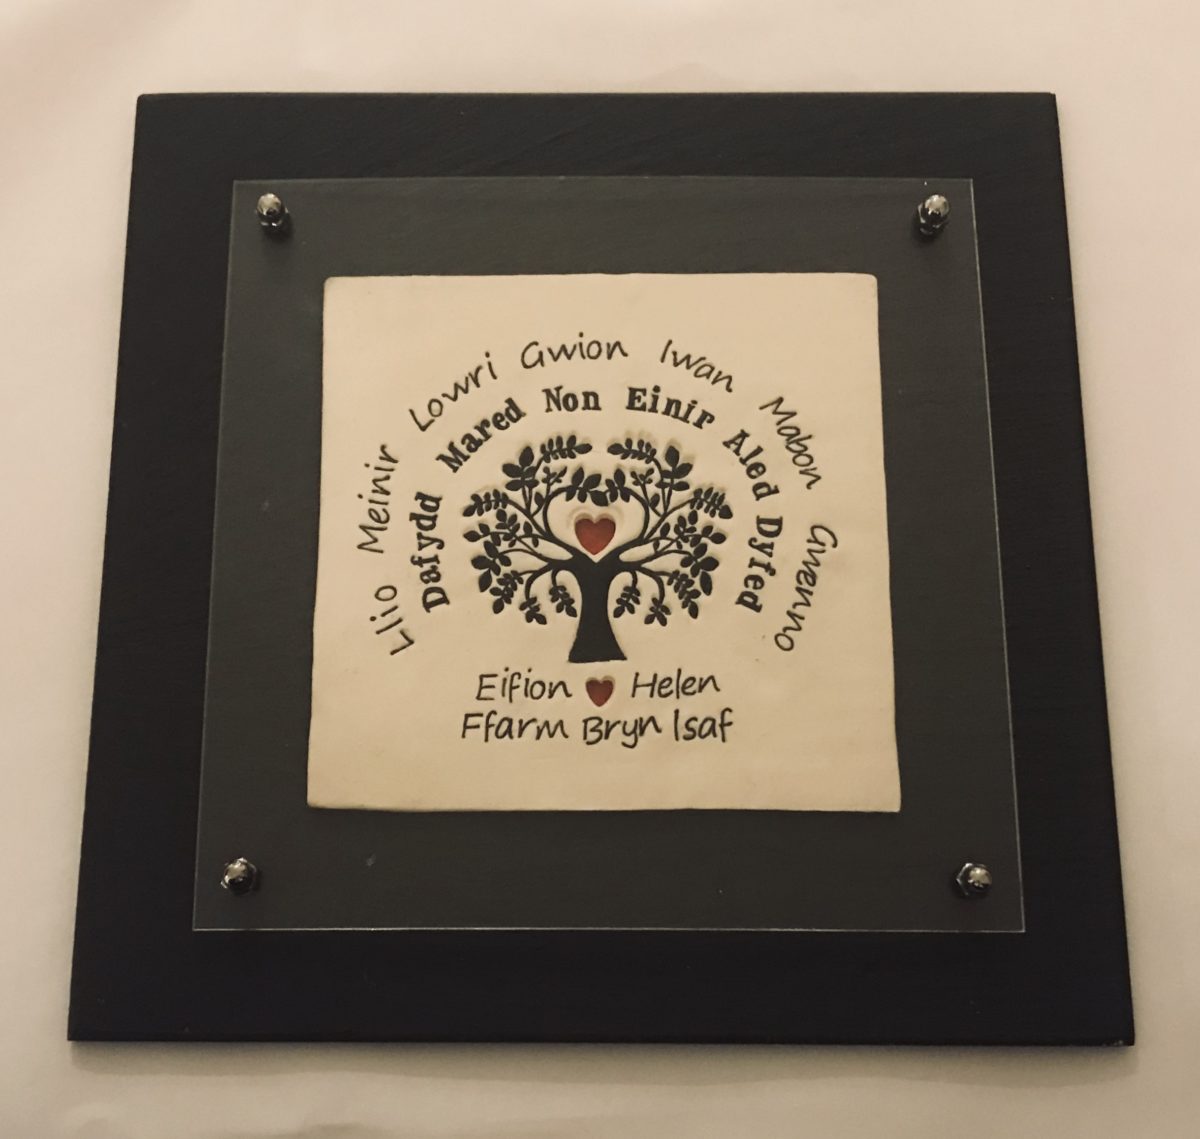 Llio Meinir Lowri Gwion Iwan Mabon Gwenno
Dafydd Mared Non Einir Aled Dyfed
Eifion Helen
Ffarm Bryn Isaf